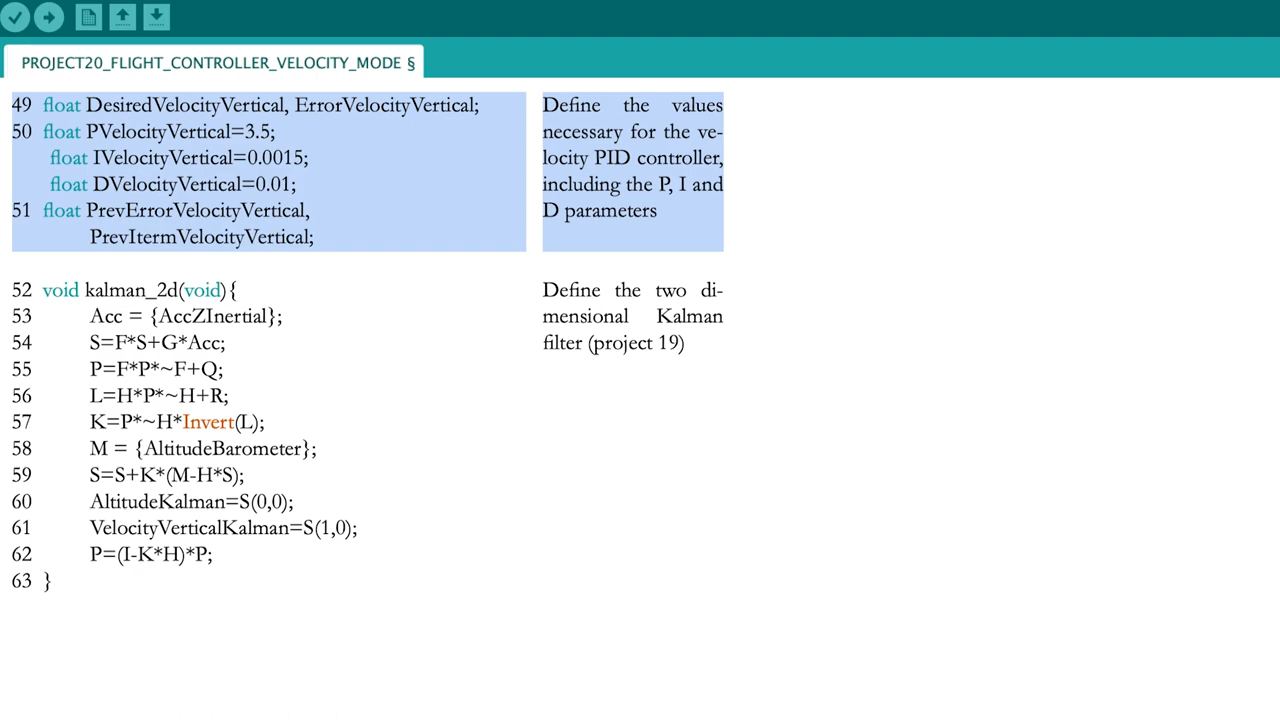 PROJECT20_FLIGHT_CONTROLLER_VELOCITY_MODE §
49 float DesiredVelocityVertical, ErrorVelocityVertical;
50 float PVelocityVertical=3.5;
float IVelocityVertical=0.0015;
float DVelocityVertical=0.01;
51 float PrevErrorVelocityVertical,
PrevItermVelocityVertical;
Define the values
necessary for the ve-
locity PID controller,
including the P, I and
D parameters
52 void kalman_2d(void){
53 Acc = {AccZInertial};
54 S=F*S+G*Acc;
55 P=F*P*~F+Q;
56 L=H*P*~H+R;
57 K=P*~H*Invert(L);
58 M = {AltitudeBarometer};
59 S=S+K*(M-H*S);
60 AltitudeKalman=S(0,0);
61 VelocityVerticalKalman=S(1,0);
62 P=(I-K*H)*P;
63 }
Define the two di-
mensional Kalman
filter (project 19)